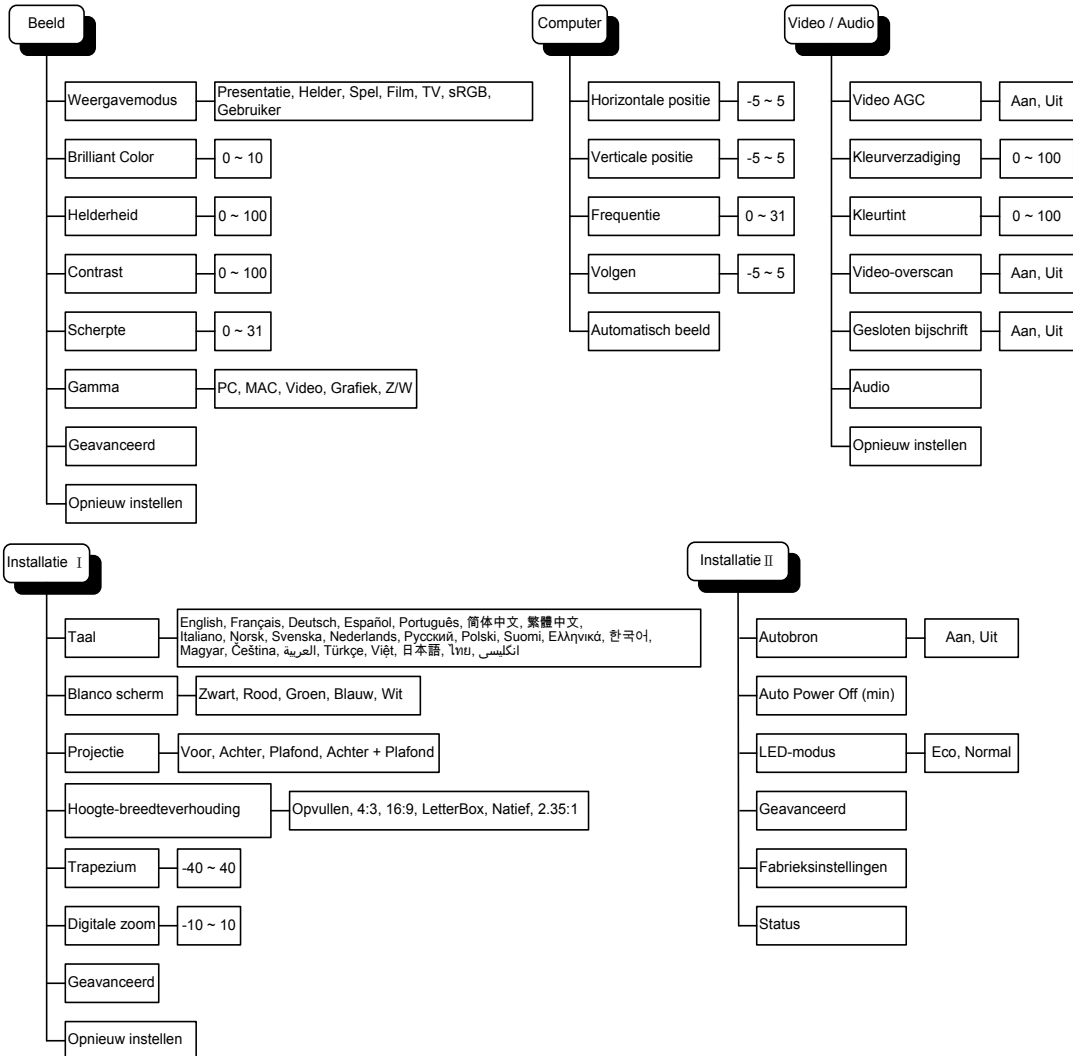 Beeld
Weergavemodus
Presentatie, Helder, Spel, Film, TV, sRGB,
Gebruiker
Brilliant Color
0 ~ 10
Helderheid
0 ~ 100
Contrast
0 ~ 100
Scherpte
0 ~ 31
Gamma
PC, MAC, Video, Grafiek, Z/W
Geavanceerd
Opnieuw instellen
Computer
Horizontale positie
-5 ~ 5
Verticale positie
-5 ~ 5
Frequentie
0 ~ 31
Volgen
-5 ~ 5
Automatisch beeld
Video / Audio
Video AGC
Aan, Uit
Kleurverzadiging
0 ~ 100
Kleurtint
0 ~ 100
Video-overscan
Aan, Uit
Gesloten bijschrift
Aan, Uit
Audio
Opnieuw instellen
Installatie Ⅰ
Taal
English, Français, Deutsch, Español, Português, 简体中文, 繁體中文,
Italiano, Norsk, Svenska, Nederlands, Русский, Polski, Suomi, Ελληνικά, 한국어,
Magyar, Čeština, العربية, Türkçe, Việt, 日本語, ไทย, انگلیسی
Blanco scherm
Zwart, Rood, Groen, Blauw, Wit
Projectie
Voor, Achter, Plafond, Achter + Plafond
Hoogte-breedteverhouding
Opvullen, 4:3, 16:9, LetterBox, Natief, 2.35:1
Trapezium
-40 ~ 40
Digitale zoom
-10 ~ 10
Geavanceerd
Opnieuw instellen
Installatie Ⅱ
Autobron
Aan, Uit
Auto Power Off (min)
LED-modus
Eco, Normal
Geavanceerd
Fabrieksinstellingen
Status